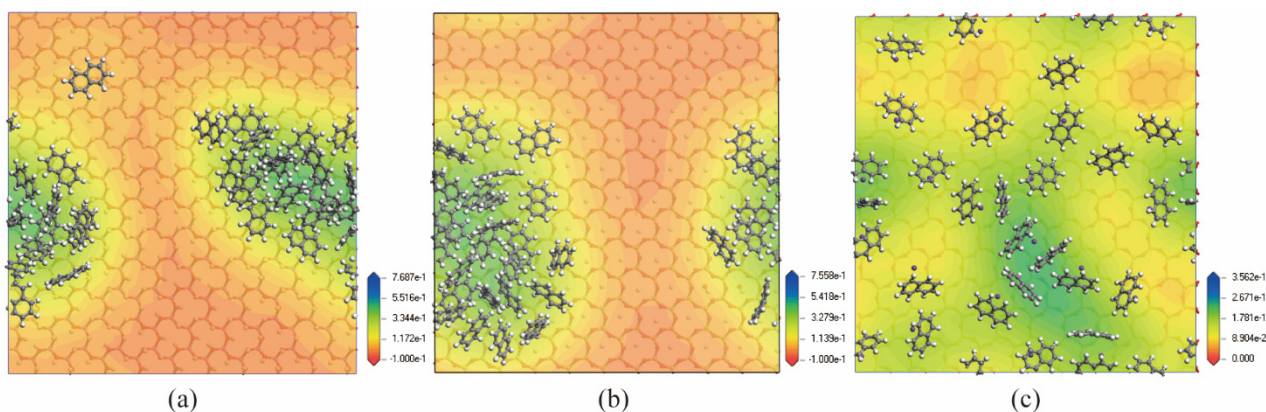 7.687e-1
5.516e-1
3.344e-1
1.172e-1
-1.000e-1
7.558e-1
5.418e-1
3.279e-1
1.139e-1
-1.000e-1
3.562e-1
2.671e-1
1.781e-1
8.904e-2
0.000
(a)
(b)
(c)